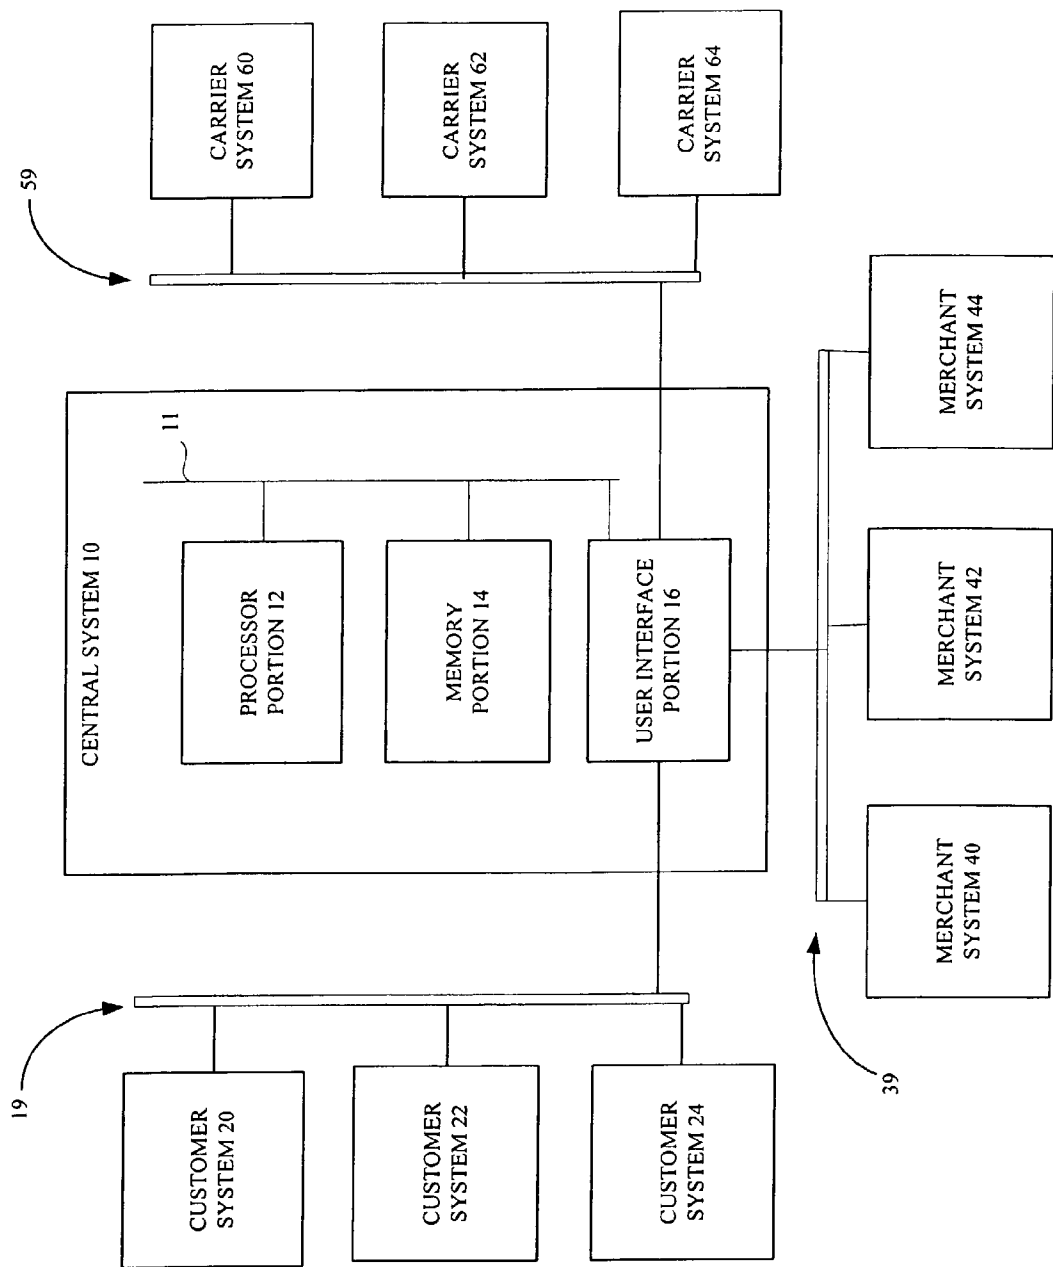 19
CUSTOMER
SYSTEM 20
CUSTOMER
SYSTEM 22
CUSTOMER
SYSTEM 24
CENTRAL SYSTEM 10
11
PROCESSOR
PORTION 12
MEMORY
PORTION 14
USER INTERFACE
PORTION 16
59
CARRIER
SYSTEM 60
CARRIER
SYSTEM 62
CARRIER
SYSTEM 64
39
MERCHANT
SYSTEM 40
MERCHANT
SYSTEM 42
MERCHANT
SYSTEM 44